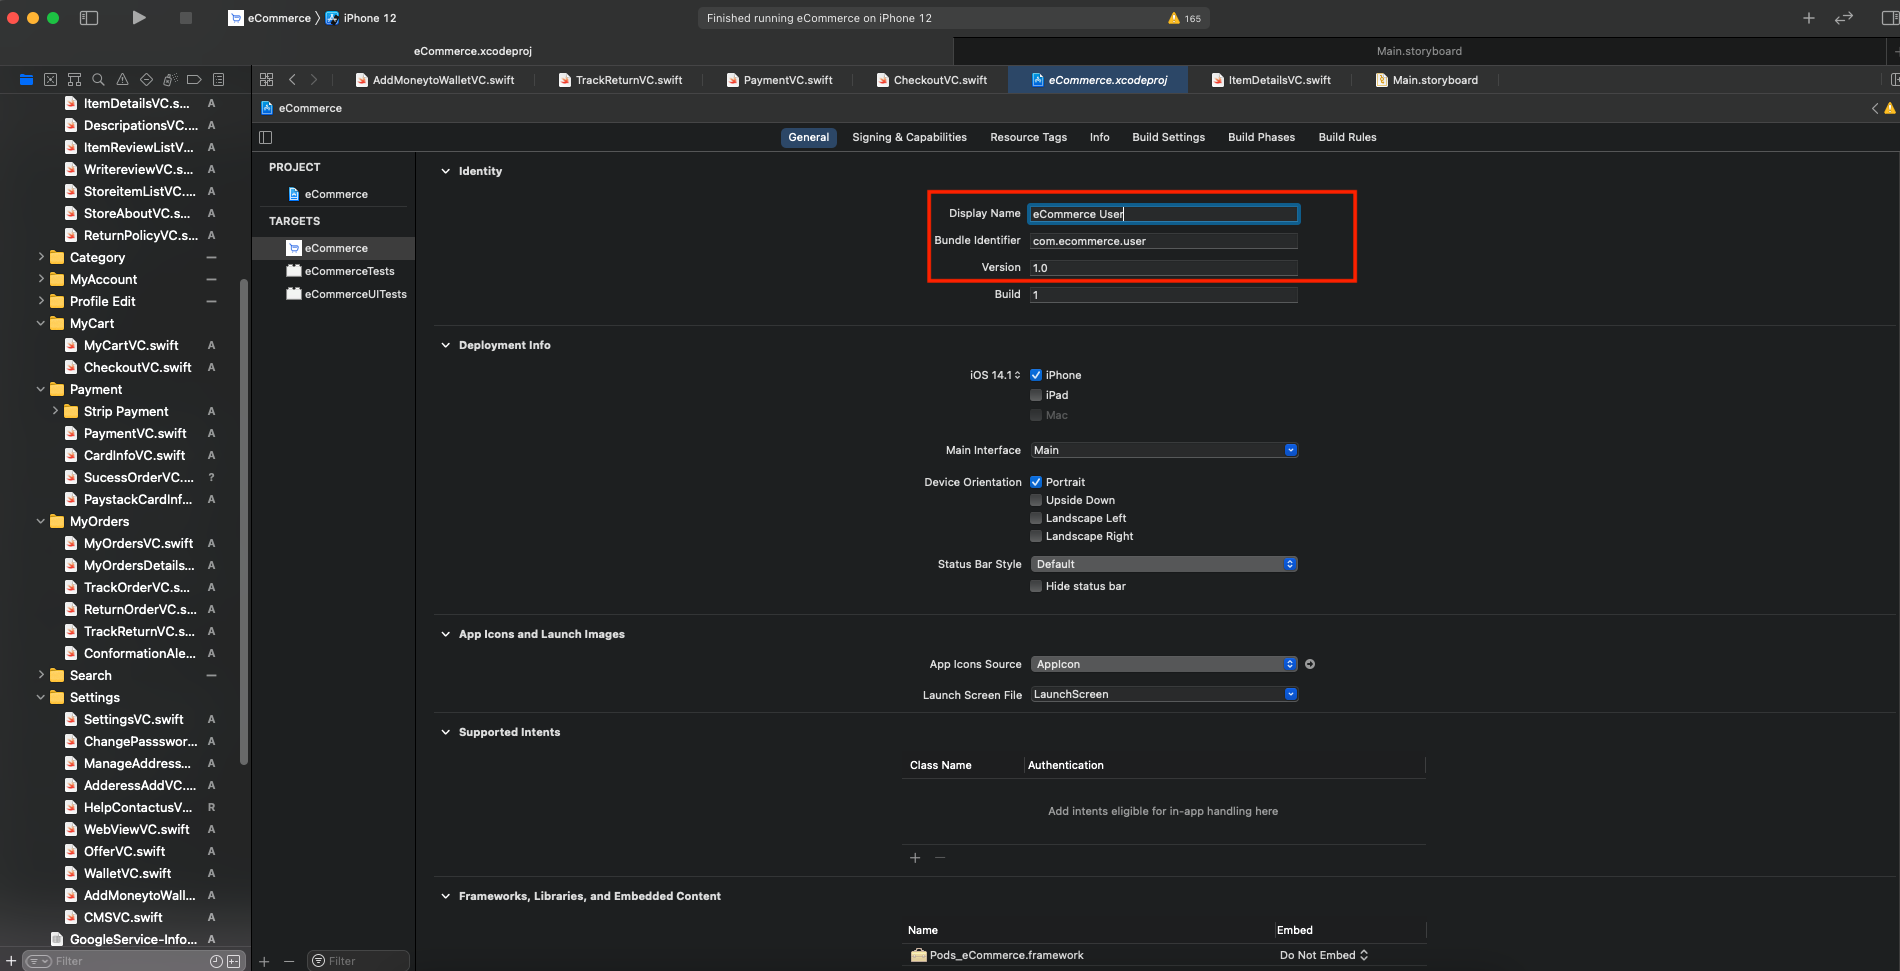 eCommerce 〉 iPhone 12
Finished running eCommerce on iPhone 12
165
eCommerce.xcodeproj
Main.storyboard
AddMoneytoWalletVC.swift
TrackReturnVC.swift
PaymentVC.swift
CheckoutVC.swift
eCommerce.xcodeproj
ItemDetailsVC.swift
Main.storyboard
eCommerce
General
Signing & Capabilities
Resource Tags
Info
Build Settings
Build Phases
Build Rules
ItemDetailsVC.s... A
DescripationsVC.... A
ItemReviewListV... A
WritereviewVC.s... A
StoreitemListVC.... A
StoreAboutVC.s... A
ReturnPolicyVC.s... A
Category
MyAccount
Profile Edit
MyCart
MyCartVC.swift A
CheckoutVC.swift A
Payment
Strip Payment A
PaymentVC.swift A
CardInfoVC.swift A
SucessOrderVC.... ?
PaystackCardInf... A
MyOrders
MyOrdersVC.swift A
MyOrdersDetails... A
TrackOrderVC.s... A
ReturnOrderVC.s... A
TrackReturnVC.s... A
ConformationAle... A
Search
Settings
SettingsVC.swift A
ChangePassswor... A
ManageAddress... A
AdderessAddVC.... A
HelpContactusV... R
WebViewVC.swift A
OfferVC.swift A
WalletVC.swift A
AddMoneytoWall... A
CMSVC.swift A
GoogleService-Info... A
Filter
PROJECT
eCommerce
TARGETS
eCommerce
eCommerceTests
eCommerceUITests
Filter
Identity
Display Name eCommerce User
Bundle Identifier com.ecommerce.user
Version 1.0
Build 1
Deployment Info
iOS 14.1 iPhone
iPad
Mac
Main Interface Main
Device Orientation Portrait
Upside Down
Landscape Left
Landscape Right
Status Bar Style Default
Hide status bar
App Icons and Launch Images
App Icons Source AppIcon
Launch Screen File LaunchScreen
Supported Intents
Class Name Authentication
Add intents eligible for in-app handling here
Frameworks, Libraries, and Embedded Content
Name Embed
Pods_eCommerce.framework Do Not Embed